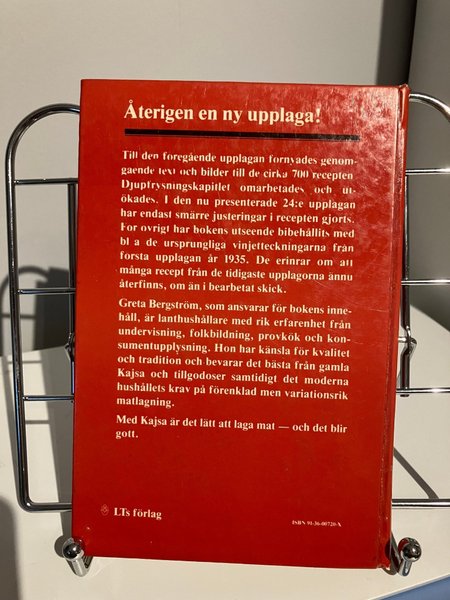 Återigen en ny upplaga!
Till den föregående upplagan förnyades genom-
gående text och bilder till de cirka 700 recepten
Djupfrysningskapitlet omarbetades och ut-
ökades. I den nu presenterade 24:e upplagan
har endast smärre justeringar i recepten gjorts.
För övrigt har bokens utseende bibehållits med
bl a de ursprungliga vinjetteckningarna från
första upplagan år 1935. De erinrar om att
många recept från de tidigaste upplagorna ännu
återfinns, om än i bearbetat skick.
Greta Bergström, som ansvarar för bokens inne-
håll, är lanthushållare med rik erfarenhet från
undervisning, folkbildning, provkök och kon-
sumentupplysning. Hon har känsla för kvalitet
och tradition och bevarar det bästa från gamla
Kajsa och tillgodoser samtidigt det moderna
hushållets krav på förenklad men variationsrik
matlagning.
Med Kajsa är det lätt att laga mat — och det blir
gott.
LTs förlag
ISBN 91-36-00720-X